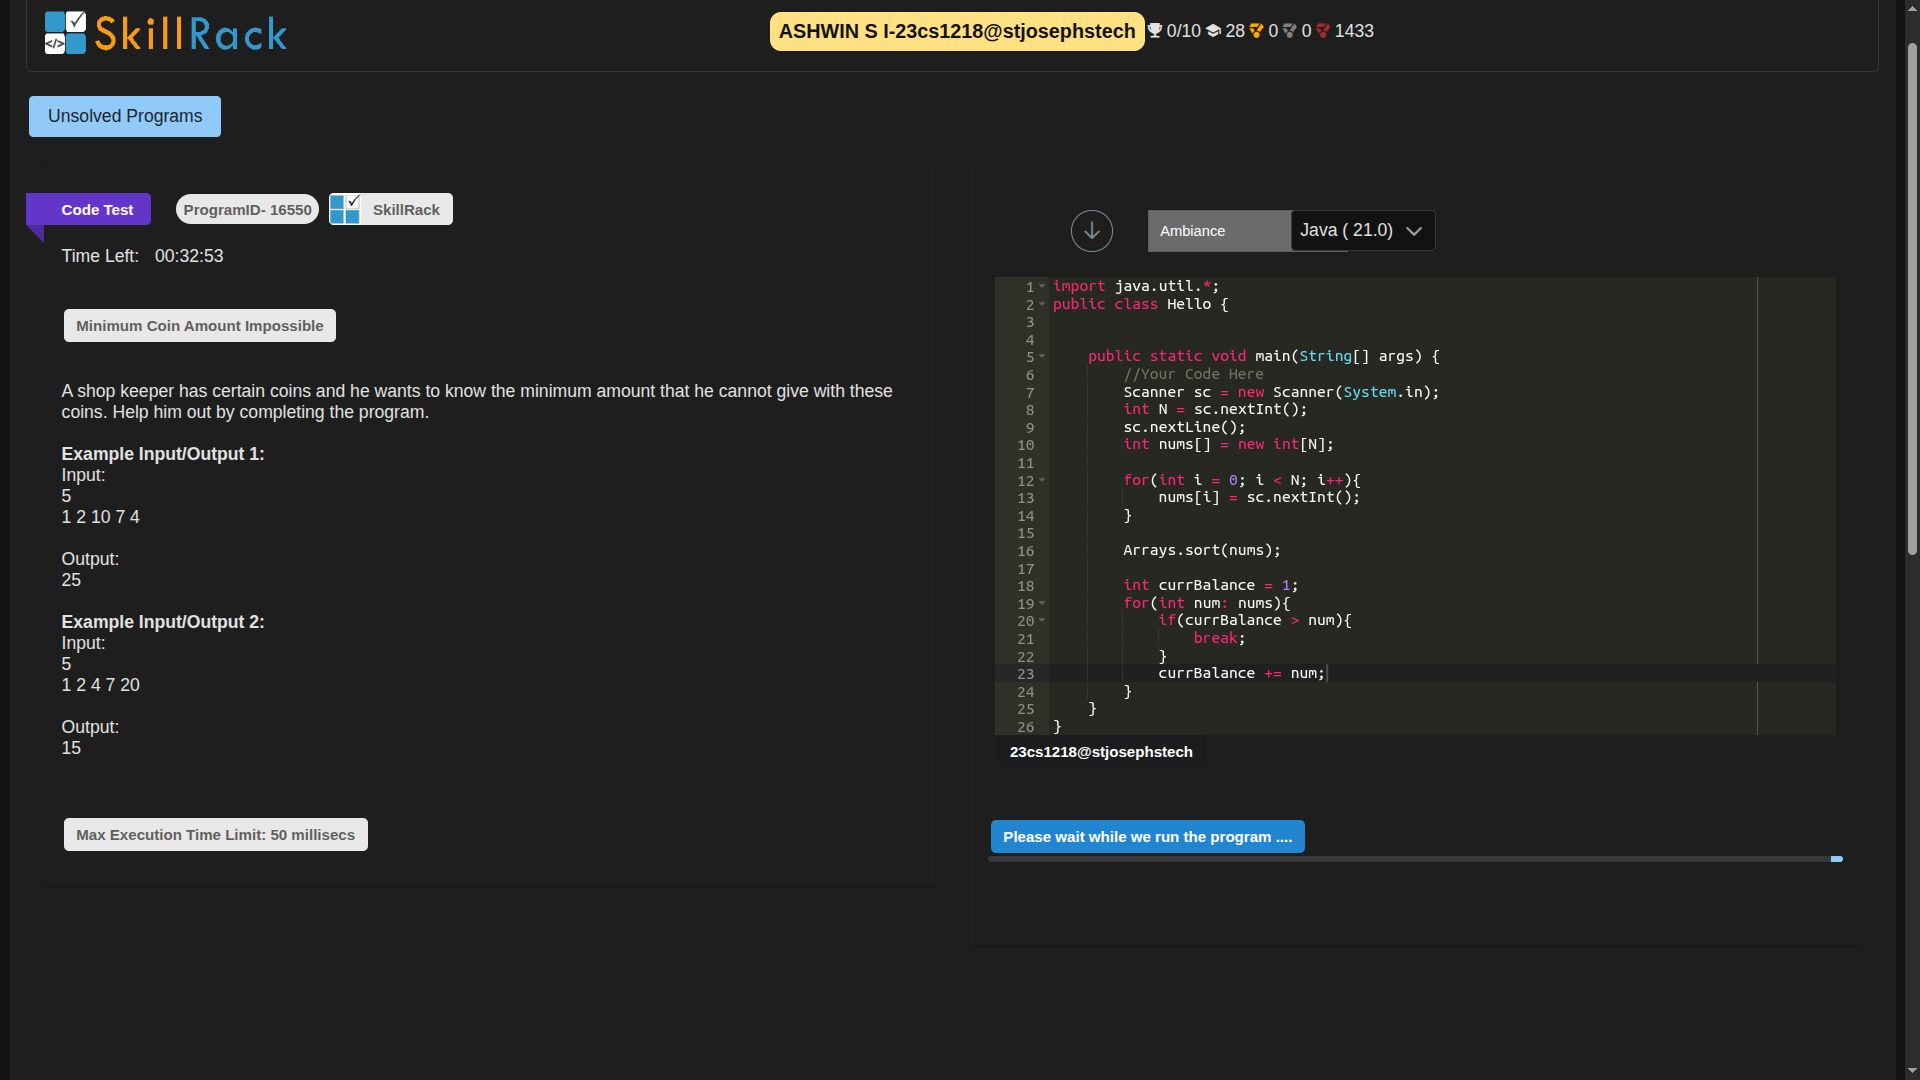 SkillRack
ASHWIN S I-23cs1218@stjosephstech 0/10 28 0 0 1433
Unsolved Programs
Code Test ProgramID- 16550 SkillRack
Time Left: 00:32:53
Minimum Coin Amount Impossible
A shop keeper has certain coins and he wants to know the minimum amount that he cannot give with these
coins. Help him out by completing the program.
Example Input/Output 1:
Input:
5
1 2 10 7 4
Output:
25
Example Input/Output 2:
Input:
5
1 2 4 7 20
Output:
15
Max Execution Time Limit: 50 millisecs
Ambiance Java ( 21.0)
1 import java.util.*;
2 public class Hello {
3
4
5 public static void main(String[] args) {
6 //Your Code Here
7 Scanner sc = new Scanner(System.in);
8 int N = sc.nextInt();
9 sc.nextLine();
10 int nums[] = new int[N];
11
12 for(int i = 0; i < N; i++){
13 nums[i] = sc.nextInt();
14 }
15
16 Arrays.sort(nums);
17
18 int currBalance = 1;
19 for(int num: nums){
20 if(currBalance > num){
21 break;
22 }
23 currBalance += num;
24 }
25 }
26 }
23cs1218@stjosephstech
Please wait while we run the program ....